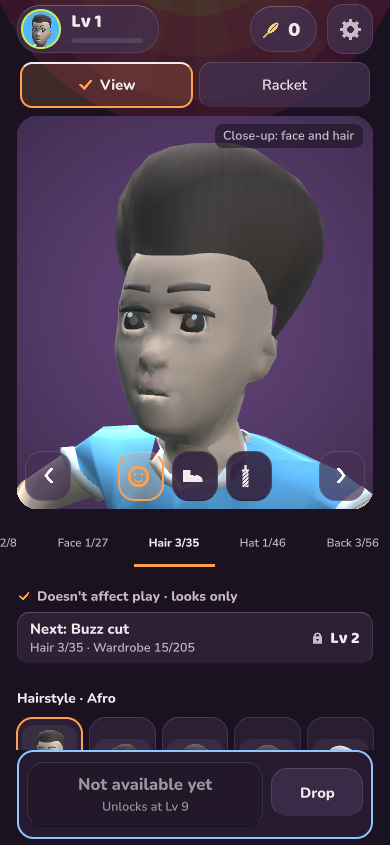 Lv 1
0
View
Racket
Close-up: face and hair
2/8
Face 1/27
Hair 3/35
Hat 1/46
Back 3/56
Doesn't affect play · looks only
Next: Buzz cut
Hair 3/35 · Wardrobe 15/205
Lv 2
Hairstyle · Afro
Not available yet
Unlocks at Lv 9
Drop